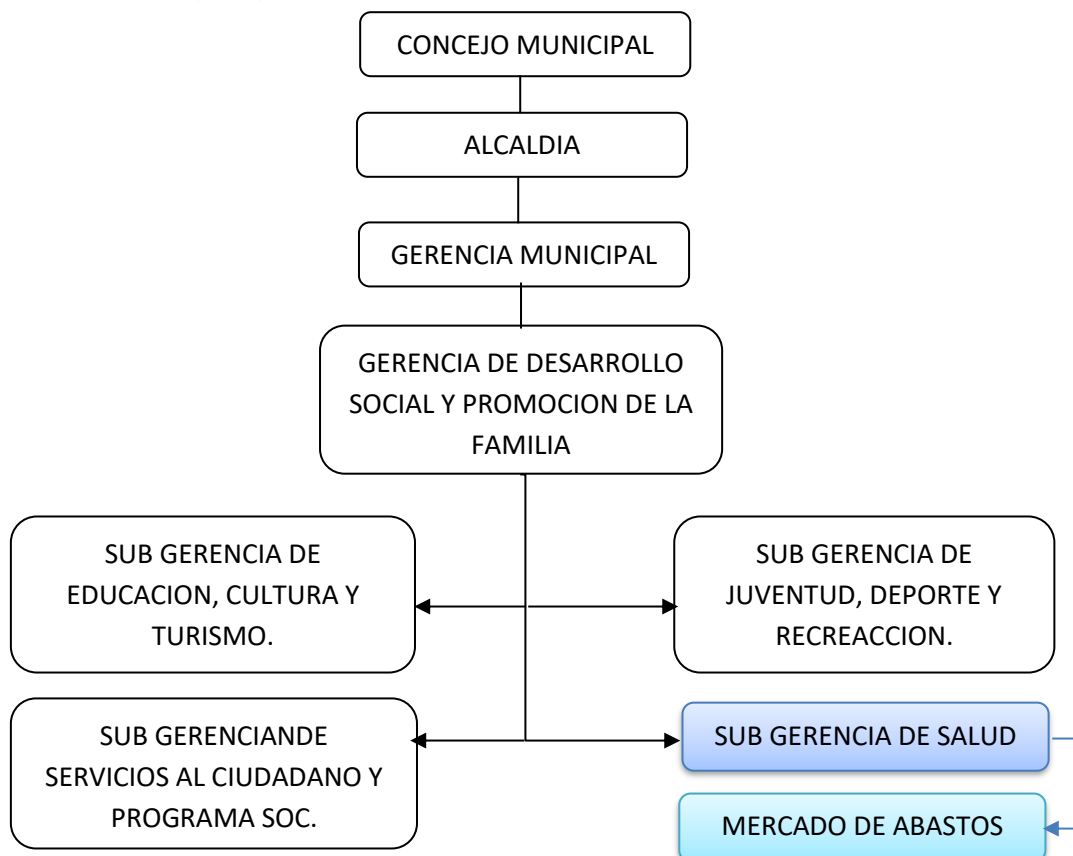 CONCEJO MUNICIPAL
ALCALDIA
GERENCIA MUNICIPAL
GERENCIA DE DESARROLLO
SOCIAL Y PROMOCION DE LA
FAMILIA
SUB GERENCIA DE
EDUCACION, CULTURA Y
TURISMO.
SUB GERENCIA DE
JUVENTUD, DEPORTE Y
RECREACCION.
SUB GERENCIANDE
SERVICIOS AL CIUDADANO Y
PROGRAMA SOC.
SUB GERENCIA DE SALUD
MERCADO DE ABASTOS